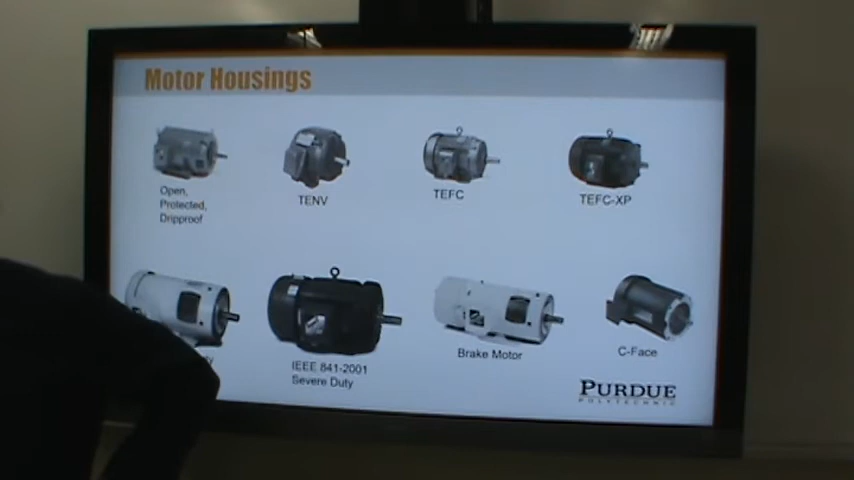 Motor Housings
Open,
Protected,
Dripproof
TENV
TEFC
TEFC-XP
IEEE 841-2001
Severe Duty
Brake Motor
C-Face
PURDUE
POLYTECHNIC